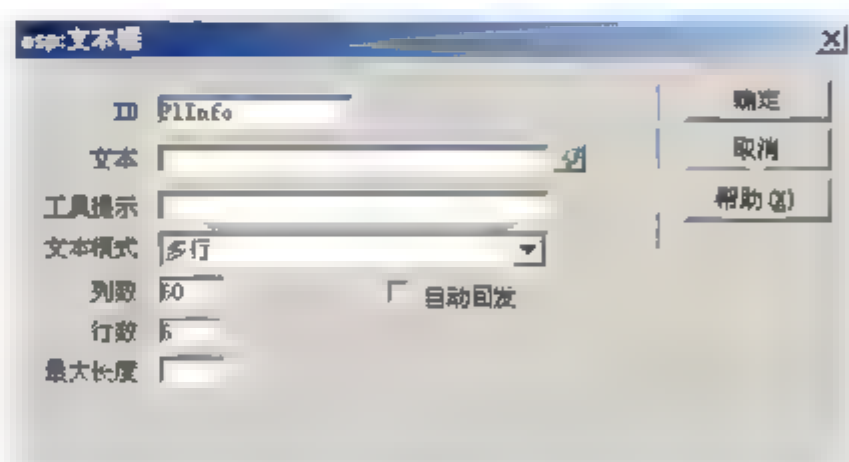 asp:文本框
ID PlInfo
文本
工具提示
文本模式 多行
列数 60
自动回发
行数 6
最大长度
确定
取消
帮助